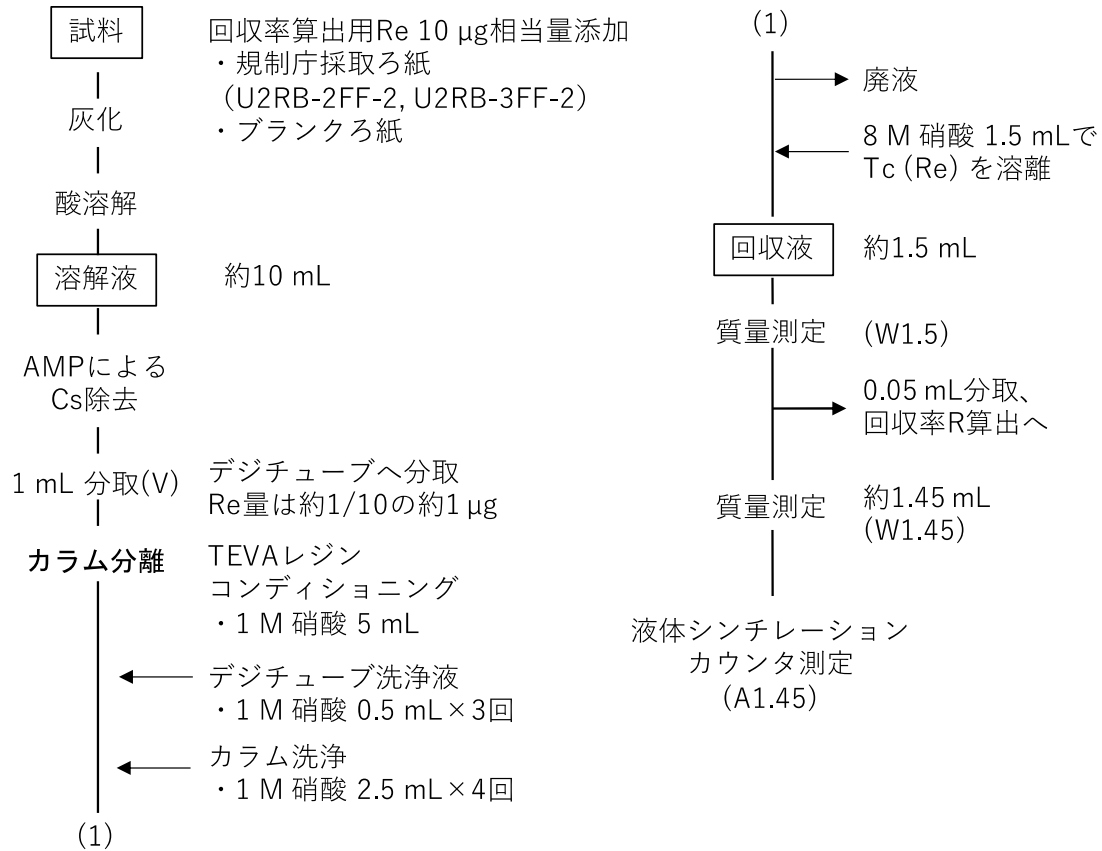 試料
回収率算出用Re 10 μg相当量添加
・規制庁採取ろ紙
（U2RB-2FF-2, U2RB-3FF-2）
・ブランクろ紙
灰化
酸溶解
溶解液
約10 mL
AMPによる
Cs除去
1 mL 分取(V)
デジチューブへ分取
Re量は約1/10の約1 μg
カラム分離
TEVAレジン
コンディショニング
・1 M 硝酸 5 mL
デジチューブ洗浄液
・1 M 硝酸 0.5 mL×3回
カラム洗浄
・1 M 硝酸 2.5 mL×4回
(1)
(1)
廃液
8 M 硝酸 1.5 mLで
Tc (Re) を溶離
回収液
約1.5 mL
質量測定
(W1.5)
0.05 mL分取、
回収率R算出へ
質量測定
約1.45 mL
(W1.45)
液体シンチレーション
カウンタ測定
(A1.45)